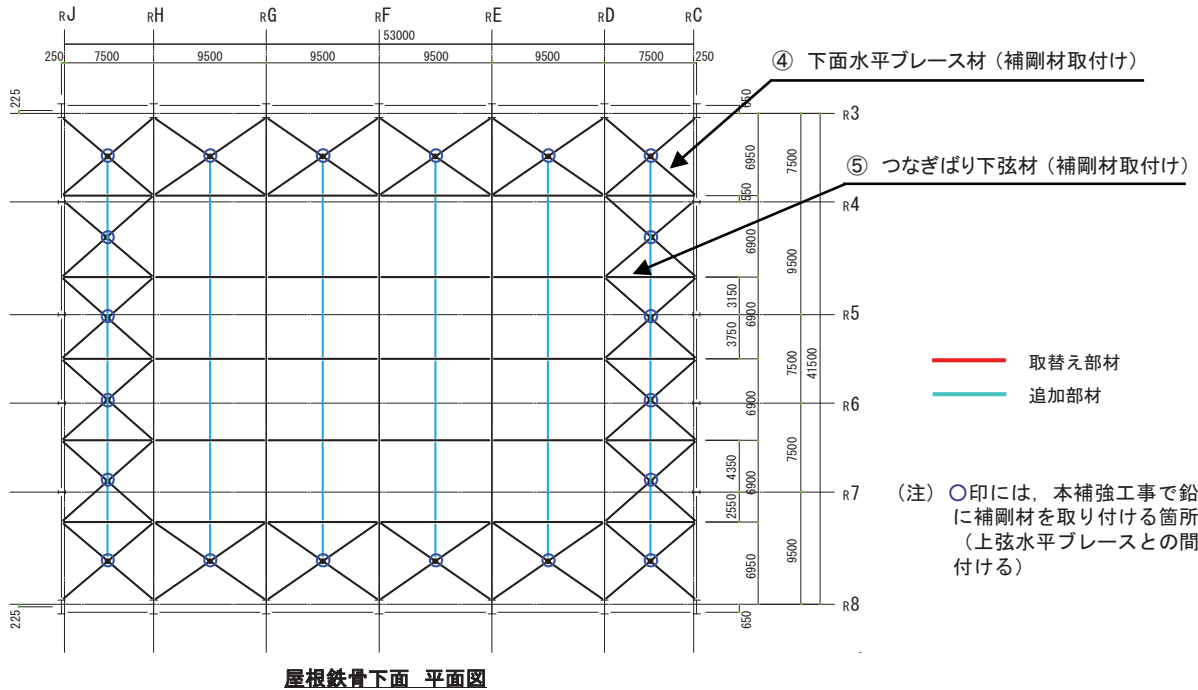 RJ RH RG RF RE RD RC
53000
250 7500 9500 9500 9500 9500 7500 250
④ 下面水平ブレース材（補剛材取付け）
⑤ つなぎばり下弦材（補剛材取付け）
225
650
R3
6950
7500
550
R4
6900
9500
3150
6900
R5
3750
7500
41500
6900
R6
7500
4350
6900
R7
2550
9500
6950
R8
225
650
取替え部材
追加部材
（注）○印には，本補強工事で鉛
に補剛材を取り付ける箇所
（上弦水平ブレースとの間
付ける）
屋根鉄骨下面 平面図